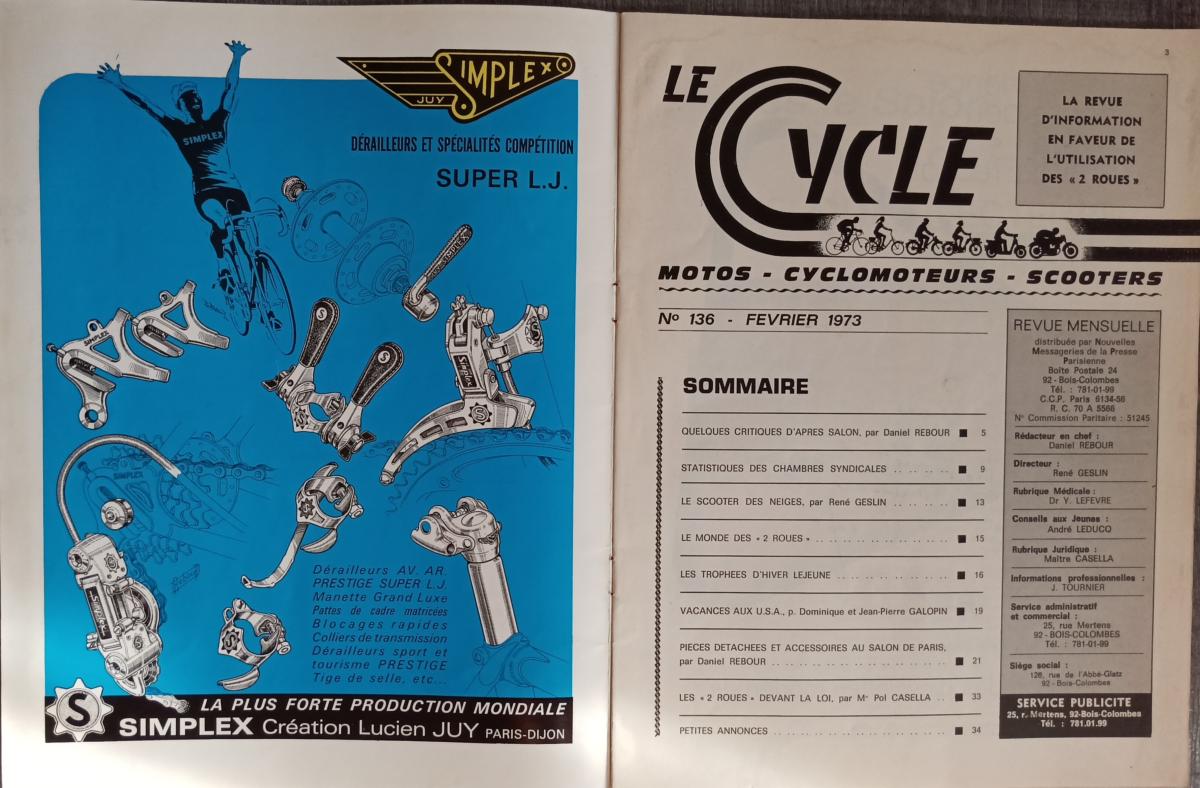 SIMPLEX
JUY
SIMPLEX
DÉRAILLEURS ET SPÉCIALITÉS COMPÉTITION
SUPER L.J.
SIMPLEX
S
S
Simplex
S
SIMPLEX
SIMPLEX
Dérailleurs AV. AR.
PRESTIGE SUPER L.J.
Manette Grand Luxe
Pattes de cadre matricées
Blocages rapides
Colliers de transmission
Dérailleurs sport et
tourisme PRESTIGE
Tige de selle, etc...
S
LA PLUS FORTE PRODUCTION MONDIALE
SIMPLEX Création Lucien JUY PARIS-DIJON
3
LE CYCLE
LA REVUE
D'INFORMATION
EN FAVEUR DE
L'UTILISATION
DES « 2 ROUES »
MOTOS - CYCLOMOTEURS - SCOOTERS
Nº 136 - FEVRIER 1973
SOMMAIRE
QUELQUES CRITIQUES D'APRES SALON, par Daniel REBOUR ■ 5
STATISTIQUES DES CHAMBRES SYNDICALES . . . . . . . ■ 9
LE SCOOTER DES NEIGES, par René GESLIN . . . . . . . ■ 13
LE MONDE DES « 2 ROUES » . . . . . . . . . . . . . . . ■ 15
LES TROPHEES D'HIVER LEJEUNE . . . . . . . . . . . . ■ 16
VACANCES AUX U.S.A., p. Dominique et Jean-Pierre GALOPIN ■ 19
PIECES DETACHEES ET ACCESSOIRES AU SALON DE PARIS,
par Daniel REBOUR . . . . . . . . . . . . . . . . . . ■ 21
LES « 2 ROUES » DEVANT LA LOI, par Me Pol CASELLA . . ■ 33
PETITES ANNONCES . . . . . . . . . . . . . . . . . . . ■ 34
REVUE MENSUELLE
distribuée par Nouvelles
Messageries de la Presse
Parisienne
Boîte Postale 24
92 - Bois-Colombes
Tél. : 781-01-99
C.C.P. Paris 6134-56
R. C. 70 A 5566
Nº Commission Paritaire : 51245
Rédacteur en chef :
Daniel REBOUR
Directeur :
René GESLIN
Rubrique Médicale :
Dr Y. LEFEVRE
Conseils aux Jeunes :
André LEDUCQ
Rubrique Juridique :
Maître CASELLA
Informations professionnelles :
J. TOURNIER
Service administratif
et commercial :
25, rue Mertens
92 - BOIS-COLOMBES
Tél. : 781-01-99
Siège social :
126, rue de l'Abbé-Glatz
92 - Bois-Colombes
SERVICE PUBLICITE
25, r. Mertens, 92-Bois-Colombes
Tél. : 781.01.99